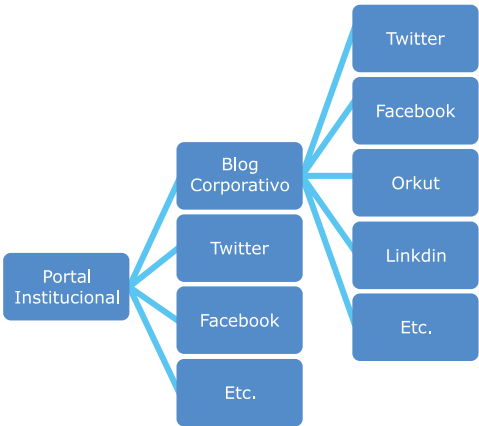 Portal
Institucional
Blog
Corporativo
Twitter
Facebook
Etc.
Twitter
Facebook
Orkut
Linkdin
Etc.